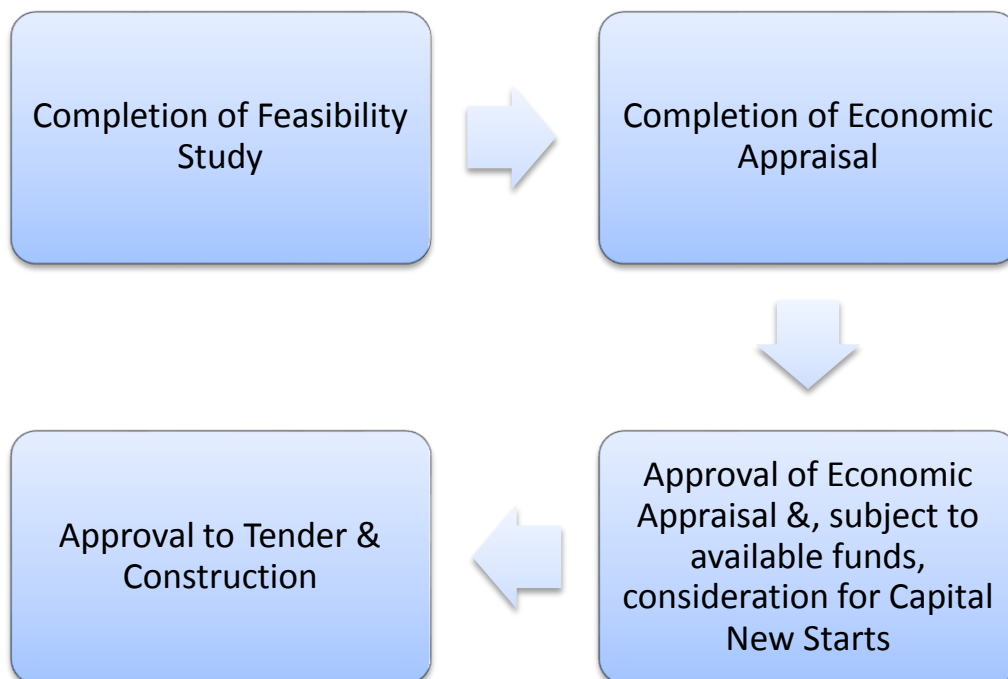 Completion of Feasibility
Study
Completion of Economic
Appraisal
Approval of Economic
Appraisal &, subject to
available funds,
consideration for Capital
New Starts
Approval to Tender &
Construction